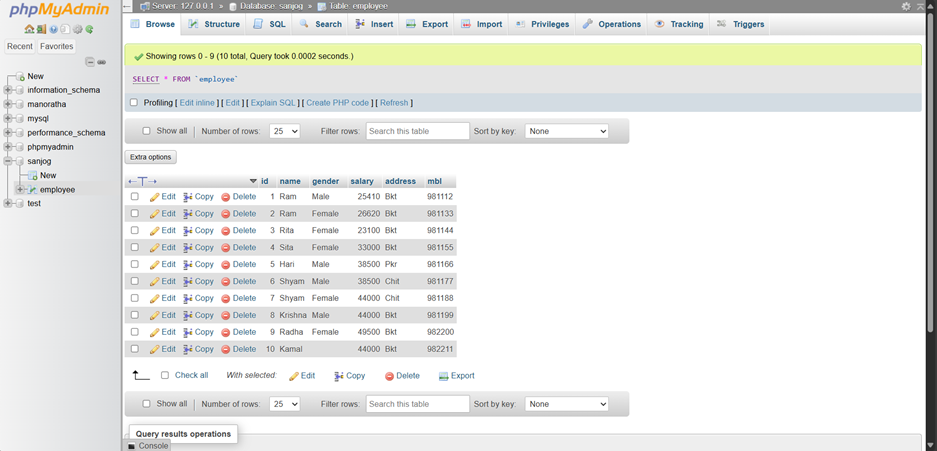 phpMyAdmin
Recent Favorites
New
information_schema
manoratha
mysql
performance_schema
phpmyadmin
sanjog
New
employee
test
Server: 127.0.0.1 » Database: sanjog » Table: employee
Browse Structure SQL Search Insert Export Import Privileges Operations Tracking Triggers
Showing rows 0 - 9 (10 total, Query took 0.0002 seconds.)
SELECT * FROM `employee`
Profiling [ Edit inline ] [ Edit ] [ Explain SQL ] [ Create PHP code ] [ Refresh ]
Show all Number of rows: 25 Filter rows: Search this table Sort by key: None
Extra options
id name gender salary address mbl
Edit Copy Delete 1 Ram Male 25410 Bkt 981112
Edit Copy Delete 2 Ram Female 26620 Bkt 981133
Edit Copy Delete 3 Rita Female 23100 Bkt 981144
Edit Copy Delete 4 Sita Female 33000 Bkt 981155
Edit Copy Delete 5 Hari Male 38500 Pkr 981166
Edit Copy Delete 6 Shyam Male 38500 Chit 981177
Edit Copy Delete 7 Shyam Female 44000 Chit 981188
Edit Copy Delete 8 Krishna Male 44000 Bkt 981199
Edit Copy Delete 9 Radha Female 49500 Bkt 982200
Edit Copy Delete 10 Kamal 44000 Bkt 982211
Check all With selected: Edit Copy Delete Export
Show all Number of rows: 25 Filter rows: Search this table Sort by key: None
Query results operations
Console